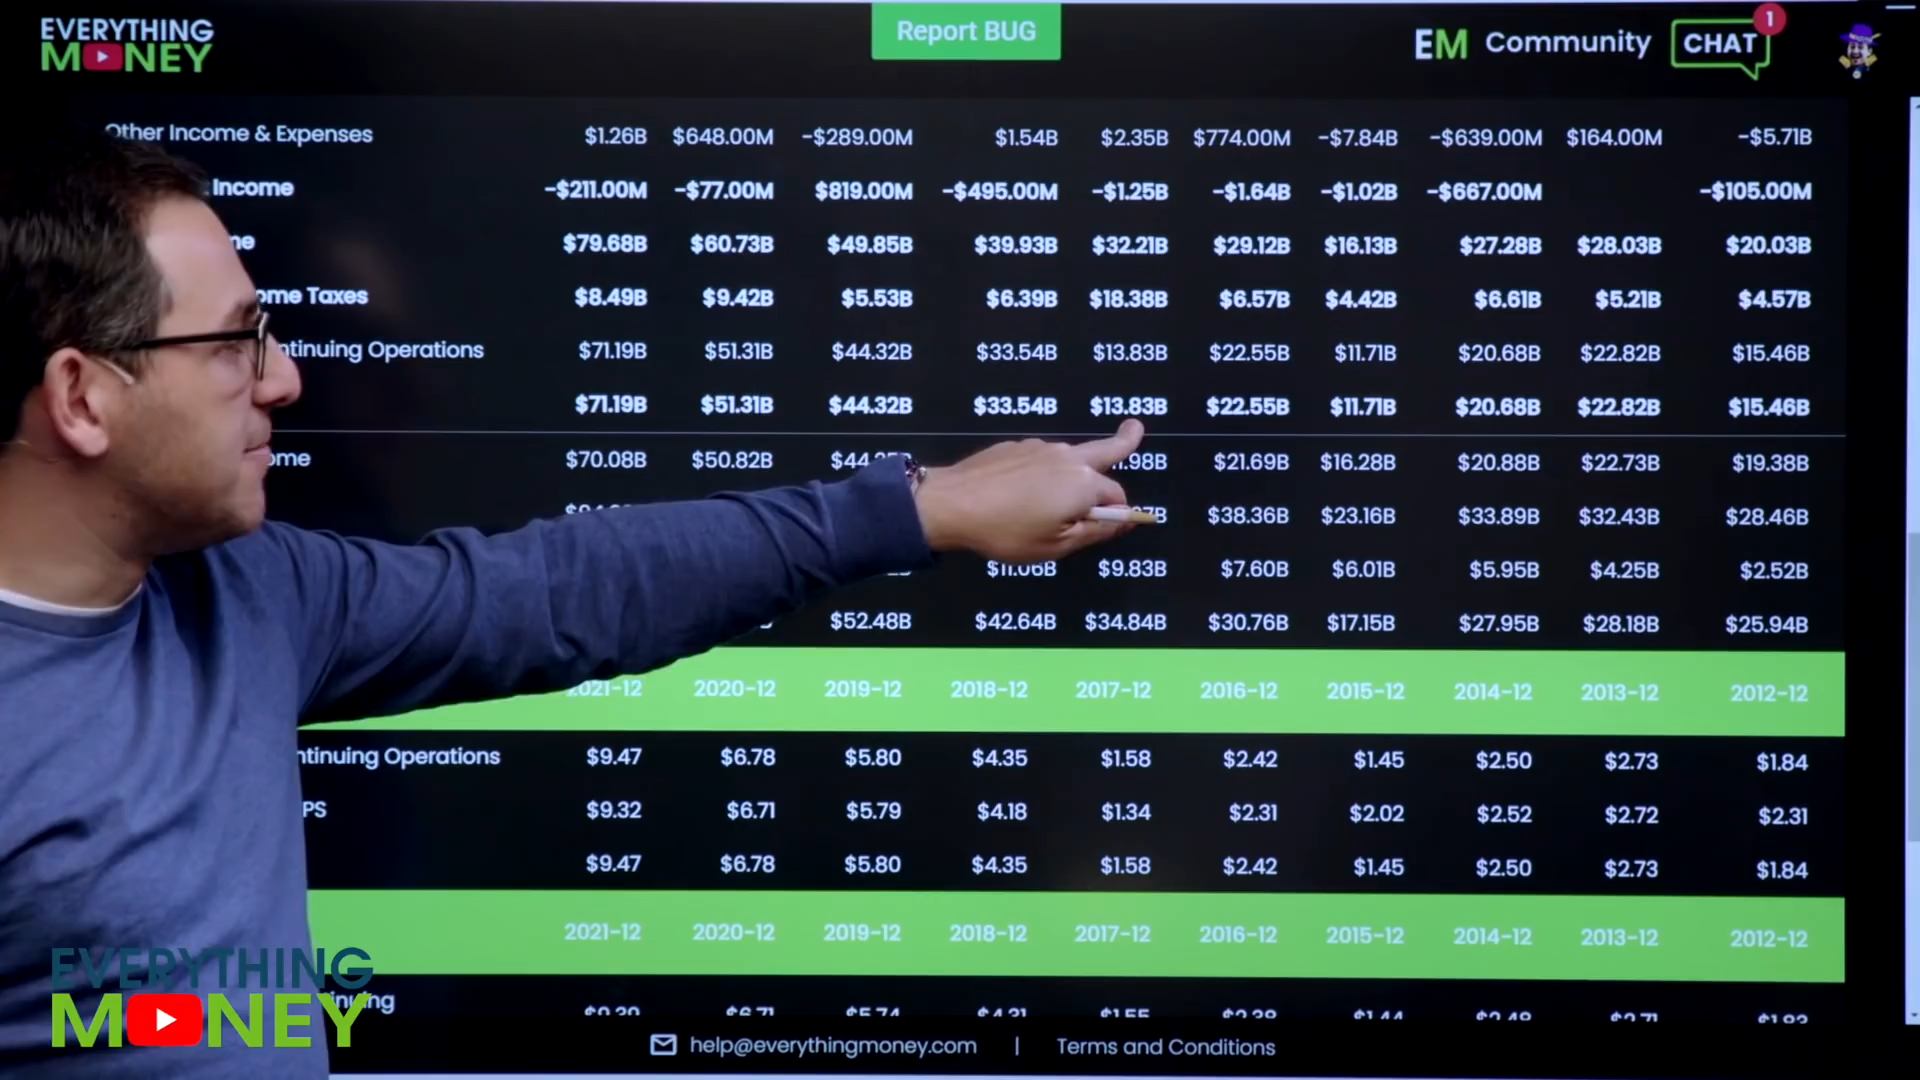 EVERYTHING
MONEY
Report BUG
EM Community
CHAT
1
Other Income & Expenses $1.26B $648.00M -$289.00M $1.54B $2.35B $774.00M -$7.84B -$639.00M $164.00M -$5.71B
Income -$211.00M -$77.00M $819.00M -$495.00M -$1.25B -$1.64B -$1.02B -$667.00M -$105.00M
$79.68B $60.73B $49.85B $39.93B $32.21B $29.12B $16.13B $27.28B $28.03B $20.03B
Taxes $8.49B $9.42B $5.53B $6.39B $18.38B $6.57B $4.42B $6.61B $5.21B $4.57B
Operations $71.19B $51.31B $44.32B $33.54B $13.83B $22.55B $11.71B $20.68B $22.82B $15.46B
$71.19B $51.31B $44.32B $33.54B $13.83B $22.55B $11.71B $20.68B $22.82B $15.46B
$70.08B $50.82B $21.69B $16.28B $20.88B $22.73B $19.38B
$38.36B $23.16B $33.89B $32.43B $28.46B
$11.06B $9.83B $7.60B $6.01B $5.95B $4.25B $2.52B
$52.48B $42.64B $34.84B $30.76B $17.15B $27.95B $28.18B $25.94B
2021-12 2020-12 2019-12 2018-12 2017-12 2016-12 2015-12 2014-12 2013-12 2012-12
Operations $9.47 $6.78 $5.80 $4.35 $1.58 $2.42 $1.45 $2.50 $2.73 $1.84
$9.32 $6.71 $5.79 $4.18 $1.34 $2.31 $2.02 $2.52 $2.72 $2.31
$9.47 $6.78 $5.80 $4.35 $1.58 $2.42 $1.45 $2.50 $2.73 $1.84
2021-12 2020-12 2019-12 2018-12 2017-12 2016-12 2015-12 2014-12 2013-12 2012-12
EVERYTHING
MONEY
help@everythingmoney.com | Terms and Conditions